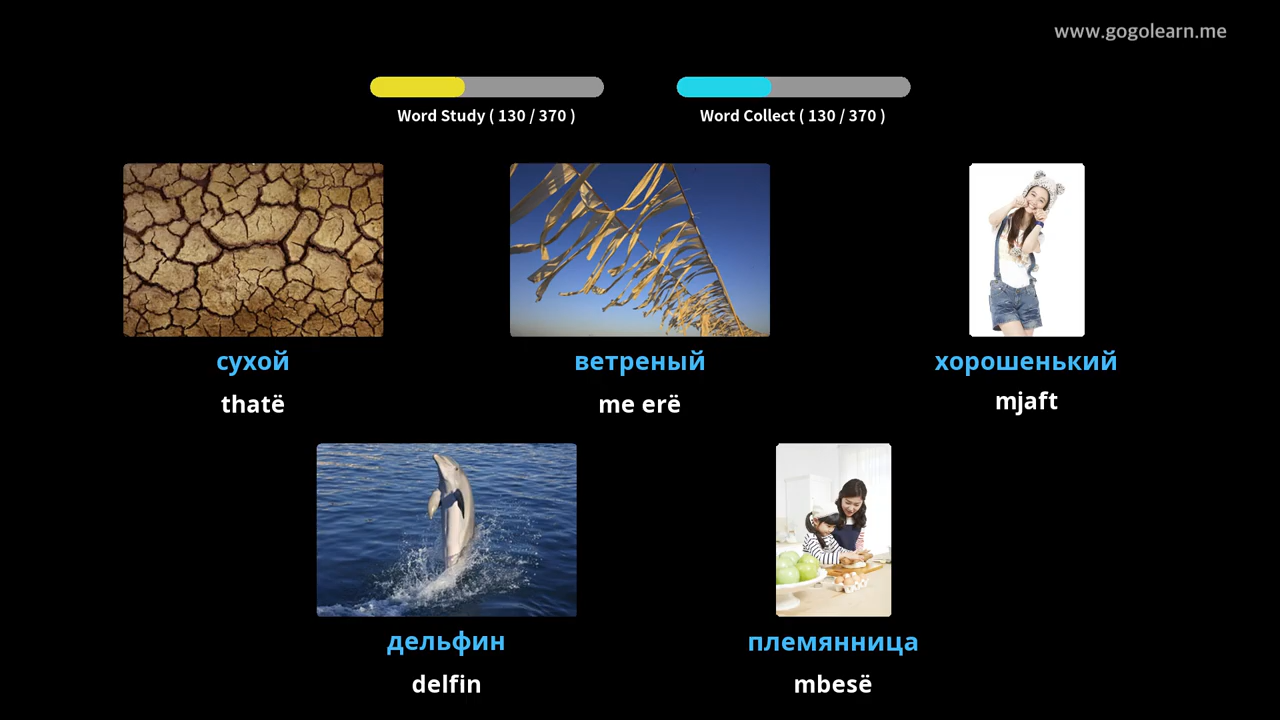 www.gogolearn.me
Word Study ( 130 / 370 )
Word Collect ( 130 / 370 )
сухой
thatë
ветреный
me erë
хорошенький
mjaft
дельфин
delfin
племянница
mbesë